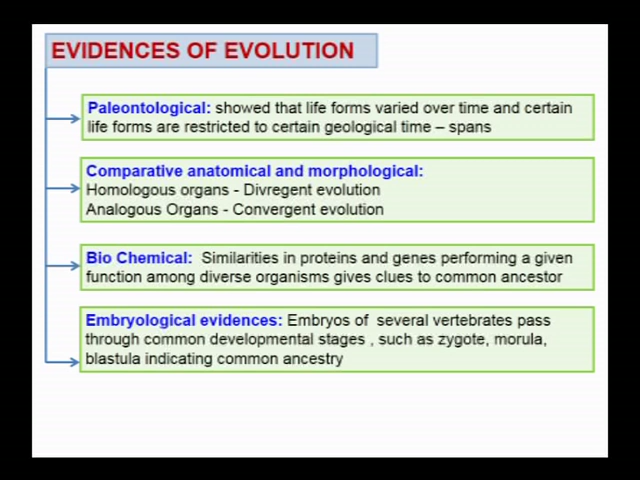 EVIDENCES OF EVOLUTION
Paleontological: showed that life forms varied over time and certain
life forms are restricted to certain geological time – spans
Comparative anatomical and morphological:
Homologous organs - Divregent evolution
Analogous Organs - Convergent evolution
Bio Chemical: Similarities in proteins and genes performing a given
function among diverse organisms gives clues to common ancestor
Embryological evidences: Embryos of several vertebrates pass
through common developmental stages , such as zygote, morula,
blastula indicating common ancestry